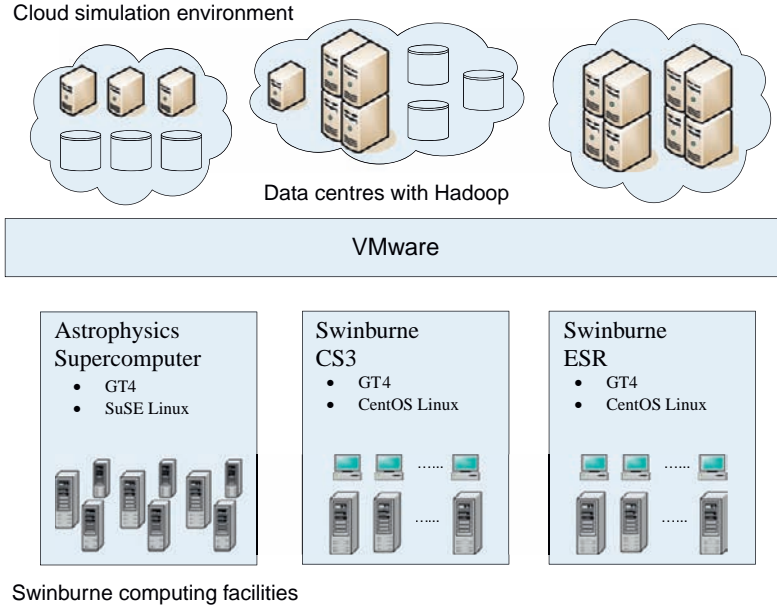 Cloud simulation environment
Data centres with Hadoop
VMware
Astrophysics
Supercomputer
• GT4
• SuSE Linux
Swinburne
CS3
• GT4
• CentOS Linux
......
......
Swinburne
ESR
• GT4
• CentOS Linux
......
......
Swinburne computing facilities